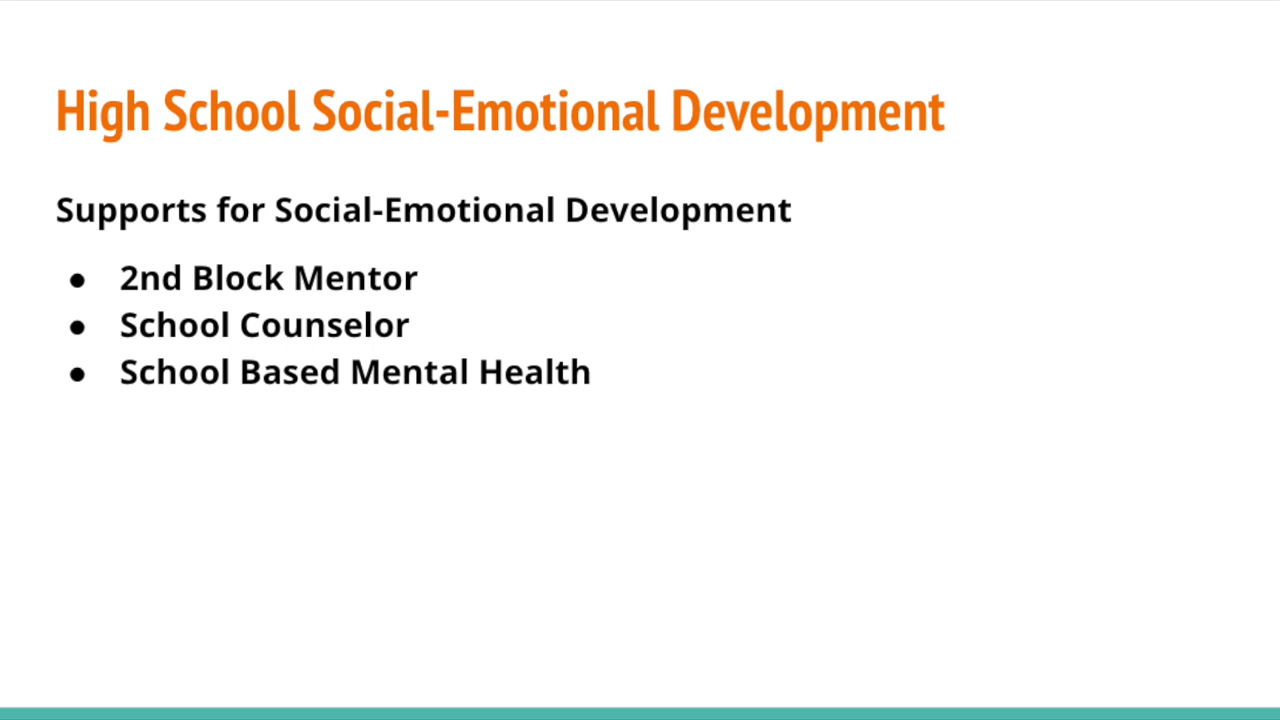 High School Social-Emotional Development
Supports for Social-Emotional Development
● 2nd Block Mentor
● School Counselor
● School Based Mental Health